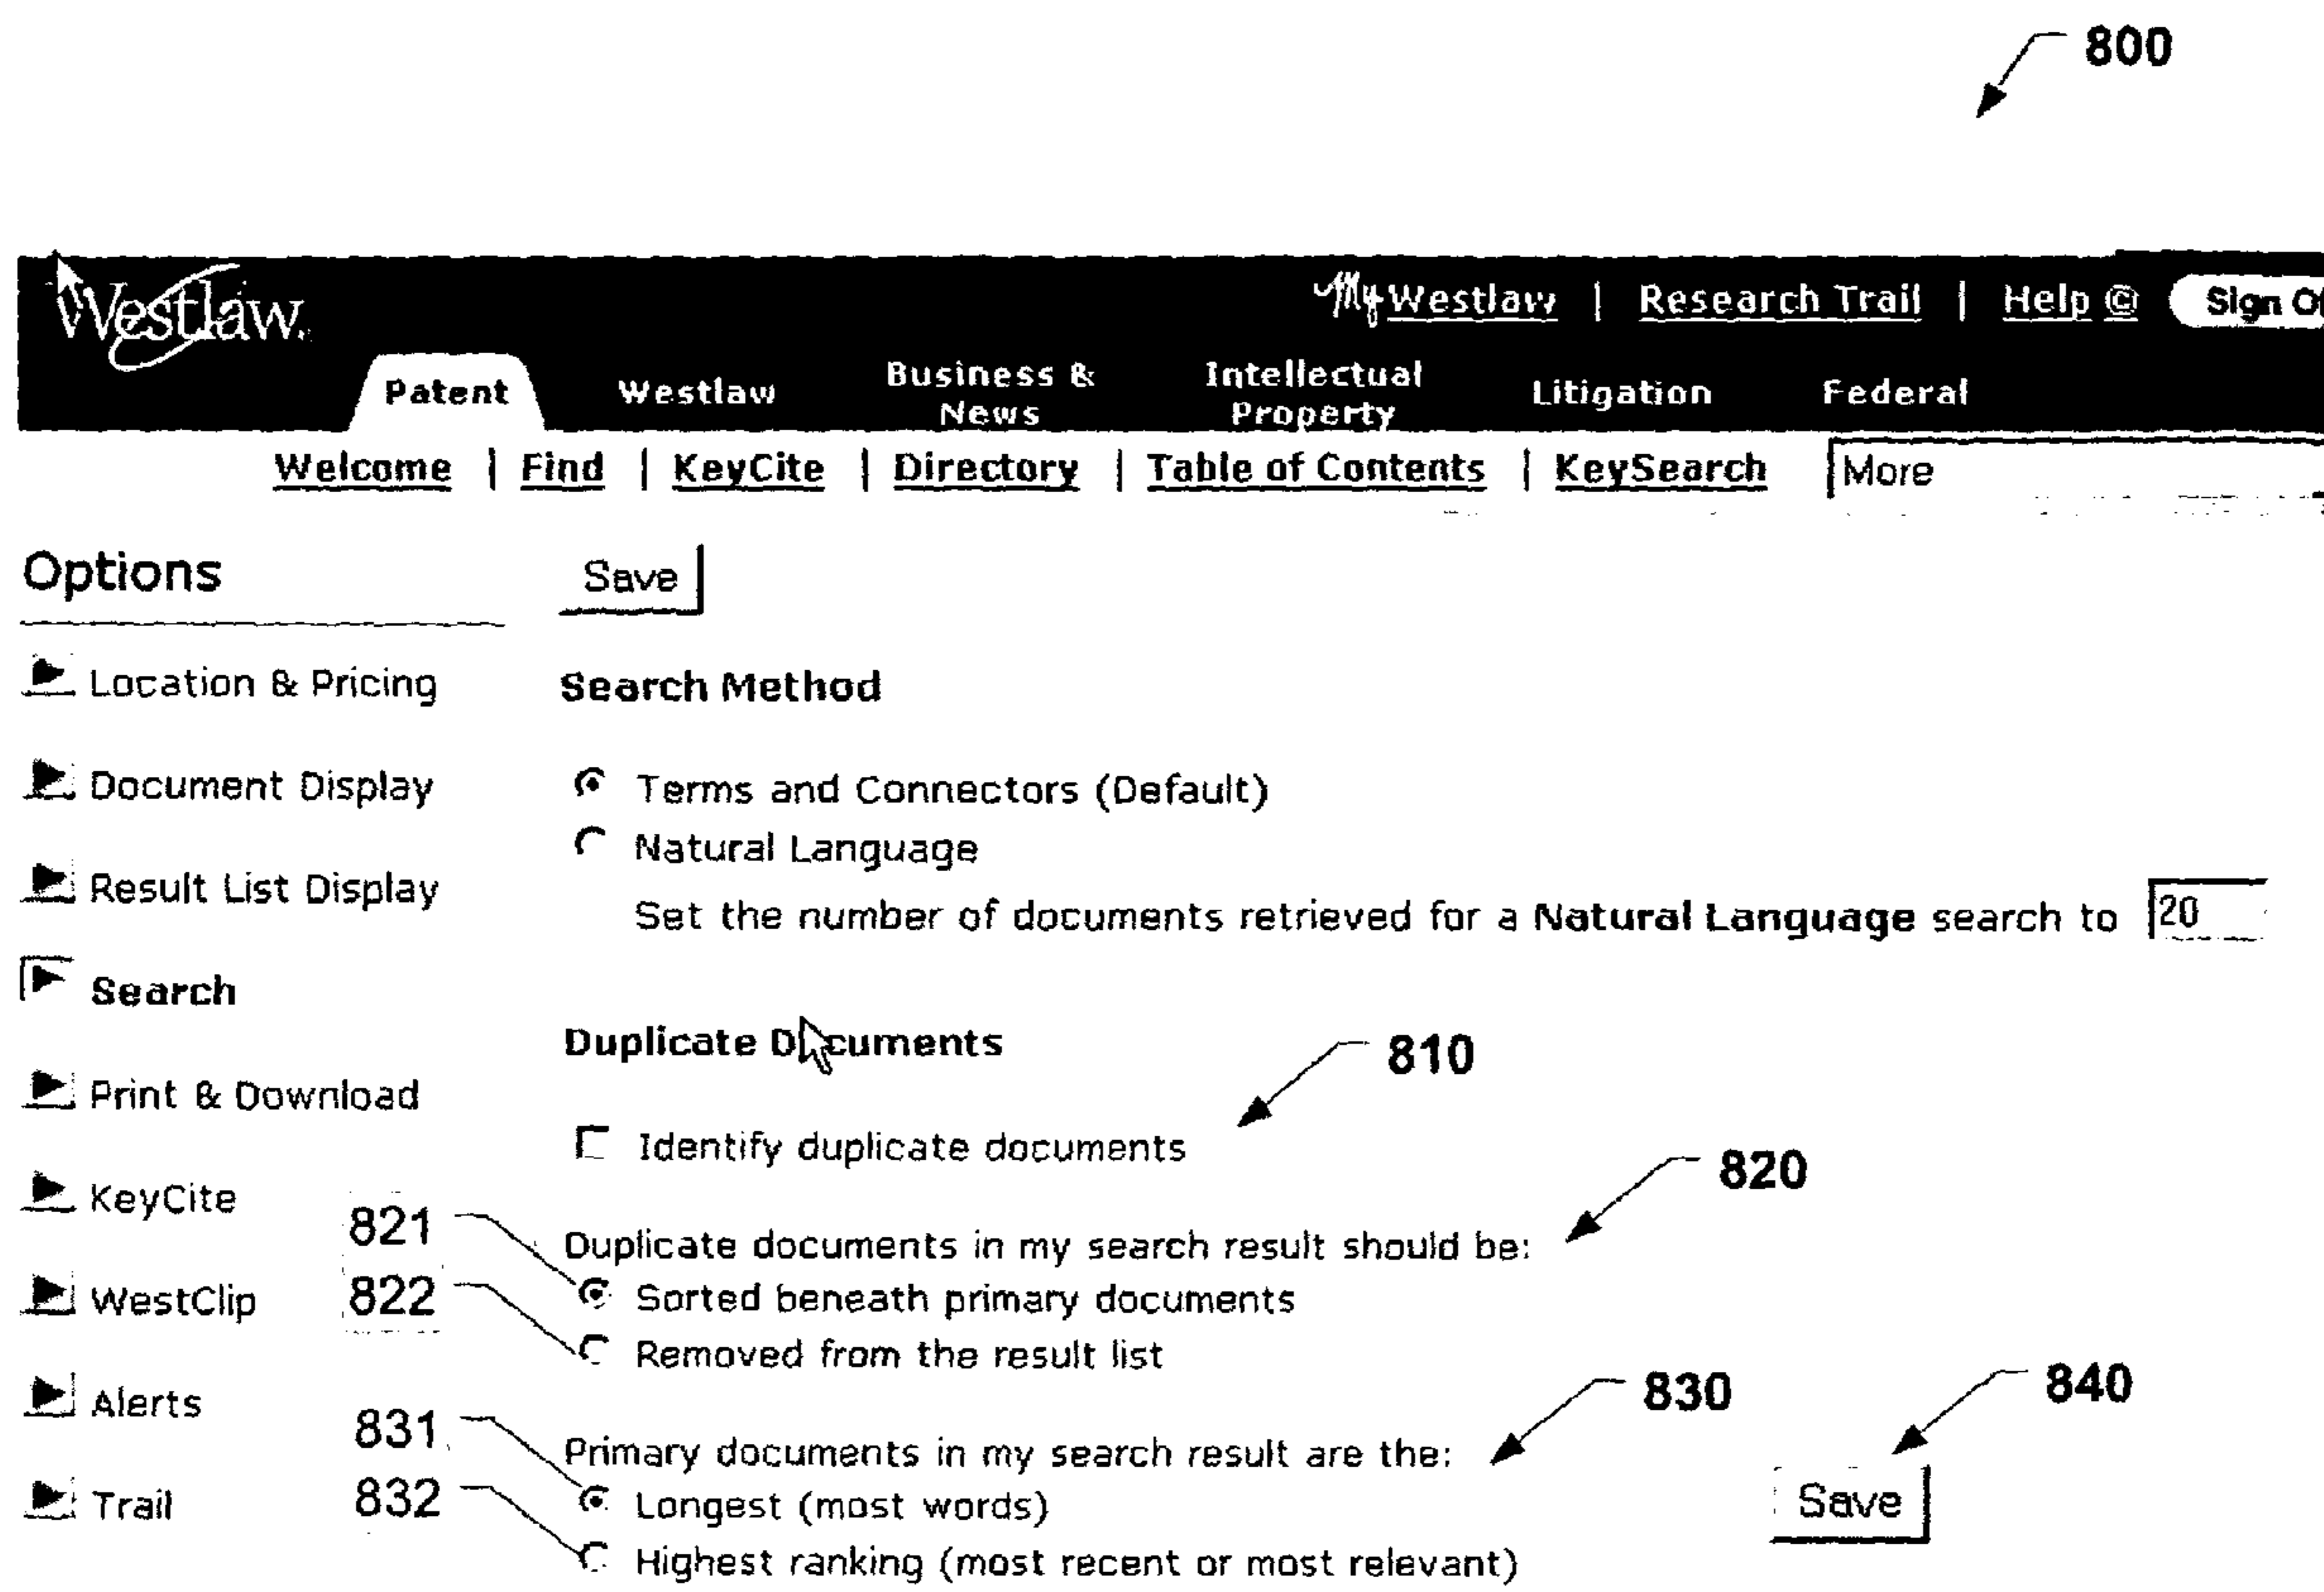 800
Westlaw.
My Westlaw | Research Trail | Help © Sign
Patent Westlaw Business & News Intellectual Property Litigation Federal
Welcome | Find | KeyCite | Directory | Table of Contents | KeySearch More
Options
Save
Location & Pricing
Search Method
Document Display
Terms and Connectors (Default)
Natural Language
Result List Display
Set the number of documents retrieved for a Natural Language search to 20
Search
Duplicate Documents
810
Print & Download
Identify duplicate documents
820
KeyCite
821
Duplicate documents in my search result should be:
WestClip
822
Sorted beneath primary documents
Removed from the result list
830
840
Alerts
831
Primary documents in my search result are the:
Trail
832
Longest (most words)
Save
Highest ranking (most recent or most relevant)